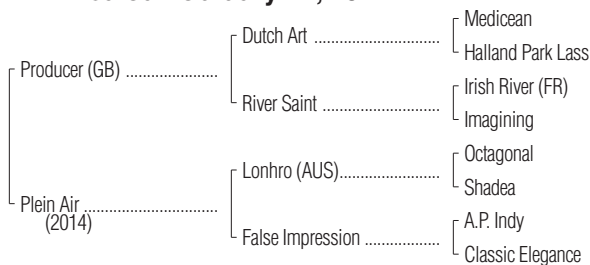 Medicean
Dutch Art
Halland Park Lass
Producer (GB)
Irish River (FR)
River Saint
Imagining
Octagonal
Lonhro (AUS)
Shadea
Plein Air
(2014)
A.P. Indy
False Impression
Classic Elegance